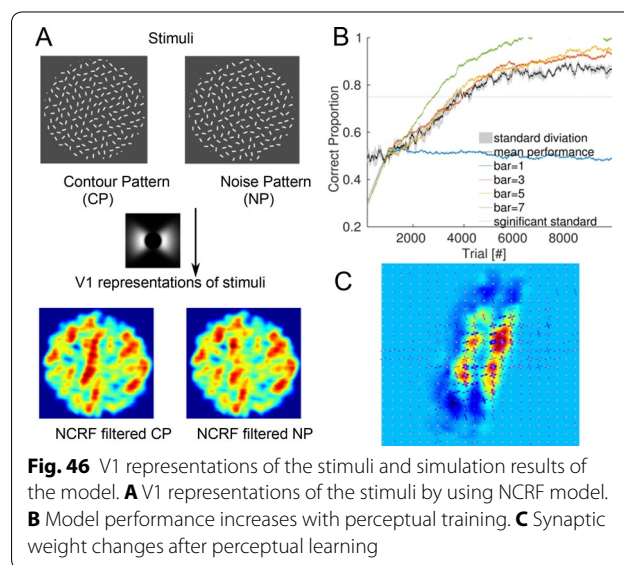 A
Stimuli
Contour Pattern
(CP)
Noise Pattern
(NP)
V1 representations of stimuli
NCRF filtered CP
NCRF filtered NP
B
Correct Proportion
1
0.8
0.6
0.4
0.2
standard diviation
mean performance
bar=1
bar=3
bar=5
bar=7
sginificant standard
2000 4000 6000 8000
Trial [#]
C
Fig. 46 V1 representations of the stimuli and simulation results of
the model. A V1 representations of the stimuli by using NCRF model.
B Model performance increases with perceptual training. C Synaptic
weight changes after perceptual learning